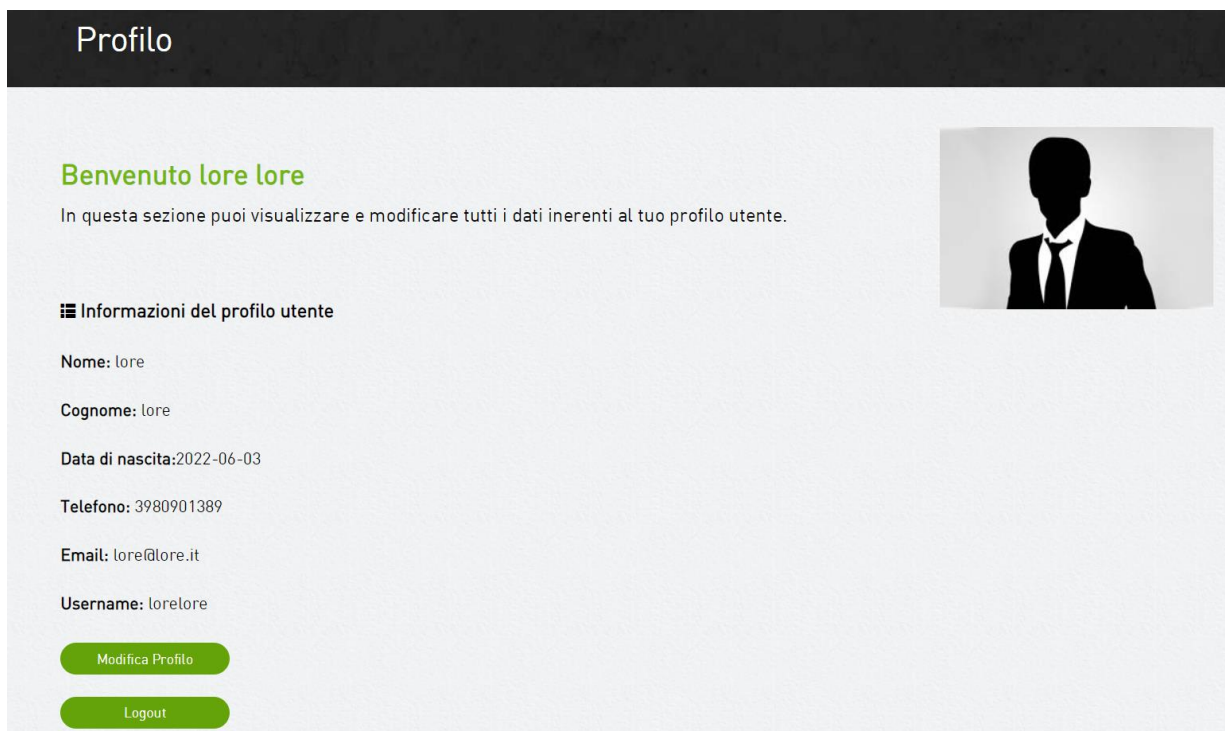 Profilo
Benvenuto lore lore
In questa sezione puoi visualizzare e modificare tutti i dati inerenti al tuo profilo utente.
Informazioni del profilo utente
Nome: lore
Cognome: lore
Data di nascita:2022-06-03
Telefono: 3980901389
Email: lore@lore.it
Username: lorelore
Modifica Profilo
Logout